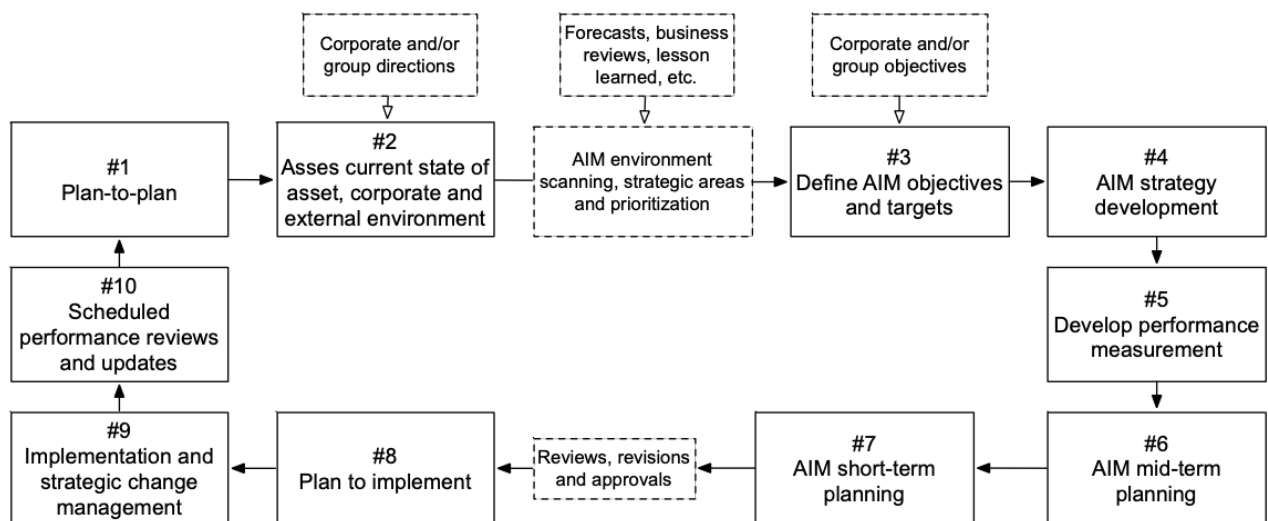 Corporate and/or
group directions
Forecasts, business
reviews, lesson
learned, etc.
Corporate and/or
group objectives
#1
Plan-to-plan
#2
Asses current state of
asset, corporate and
external environment
AIM environment
scanning, strategic areas
and prioritization
#3
Define AIM objectives
and targets
#4
AIM strategy
development
#5
Develop performance
measurement
#10
Scheduled
performance reviews
and updates
#9
Implementation and
strategic change
management
#8
Plan to implement
Reviews, revisions
and approvals
#7
AIM short-term
planning
#6
AIM mid-term
planning